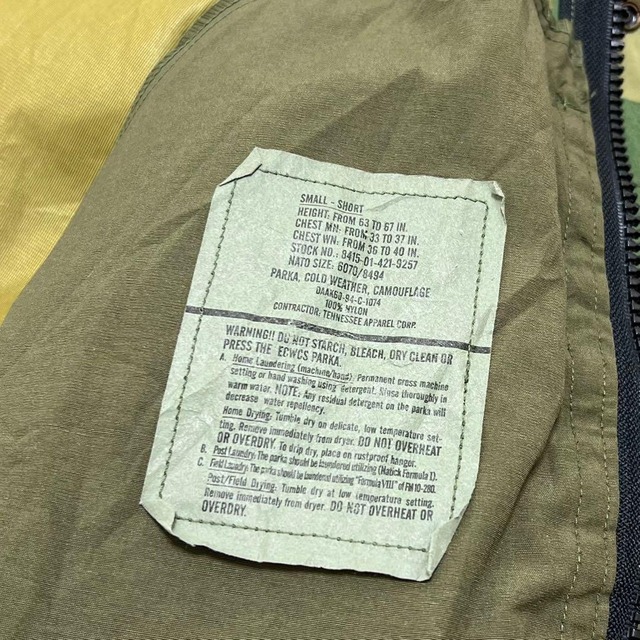 SMALL - SHORT
HEIGHT: FROM 63 TO 67 IN.
CHEST MN: FROM 33 TO 37 IN.
CHEST WN: FROM 36 TO 40 IN.
STOCK NO.: 8415-01-421-9257
NATO SIZE: 6070/8494
PARKA, COLD WEATHER, CAMOUFLAGE
DAAK60-94-C-1074
100% NYLON
CONTRACTOR, TENNESSEE APPAREL CORP.
WARNING!! DO NOT STARCH, BLEACH, DRY CLEAN OR
PRESS THE ECWCS PARKA.
A. Home Laundering (machine/hand). Permanent press machine
setting or hand washing using detergent. Rinse thoroughly in
warm water. NOTE: Any residual detergent on the parka will
decrease water repellency.
Home Drying: Tumble dry on delicate, low temperature set-
ting. Remove immediately from dryer. DO NOT OVERHEAT
OR OVERDRY. To drip dry, place on rustproof hanger.
B. Post Laundry: The parka should be laundered utilizing (Natick Formula I).
C. Field Laundry: The parka should be laundered utilizing "Formula VIII" of FM 10-280.
Post/Field Drying: Tumble dry at low temperature setting.
Remove immediately from dryer. DO NOT OVERHEAT OR
OVERDRY.